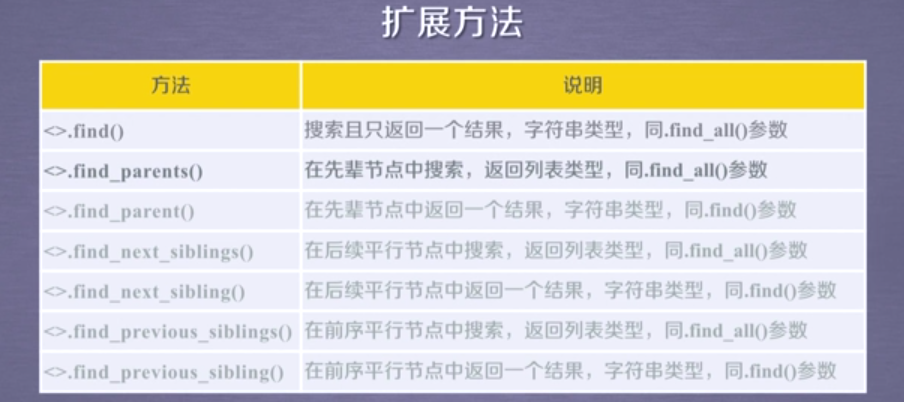 扩展方法
方法 说明
<>.find() 搜索且只返回一个结果，字符串类型，同.find_all()参数
<>.find_parents() 在先辈节点中搜索，返回列表类型，同.find_all()参数
<>.find_parent() 在先辈节点中返回一个结果，字符串类型，同.find()参数
<>.find_next_siblings() 在后续平行节点中搜索，返回列表类型，同.find_all()参数
<>.find_next_sibling() 在后续平行节点中返回一个结果，字符串类型，同.find()参数
<>.find_previous_siblings() 在前序平行节点中搜索，返回列表类型，同.find_all()参数
<>.find_previous_sibling() 在前序平行节点中返回一个结果，字符串类型，同.find()参数